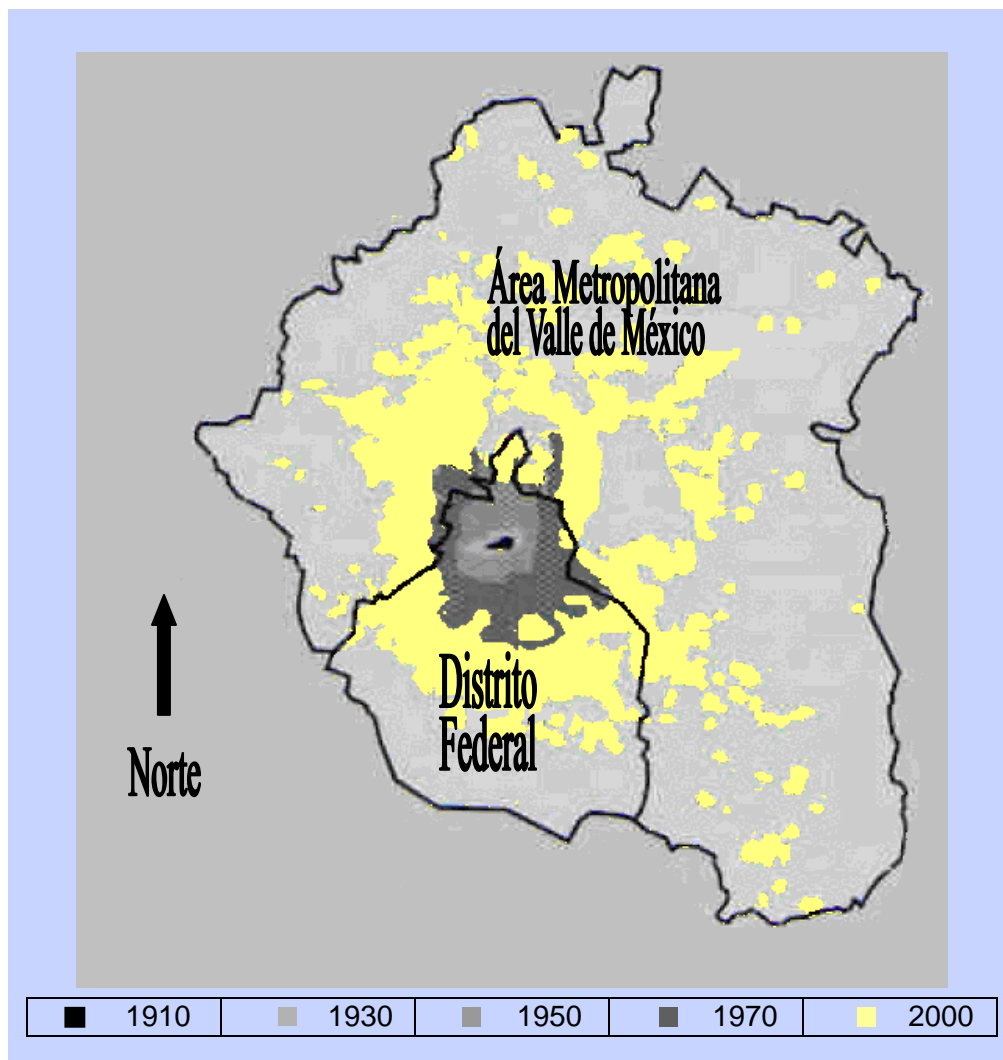 Área Metropolitana
del Valle de México
Distrito
Federal
Norte
1910 1930 1950 1970 2000